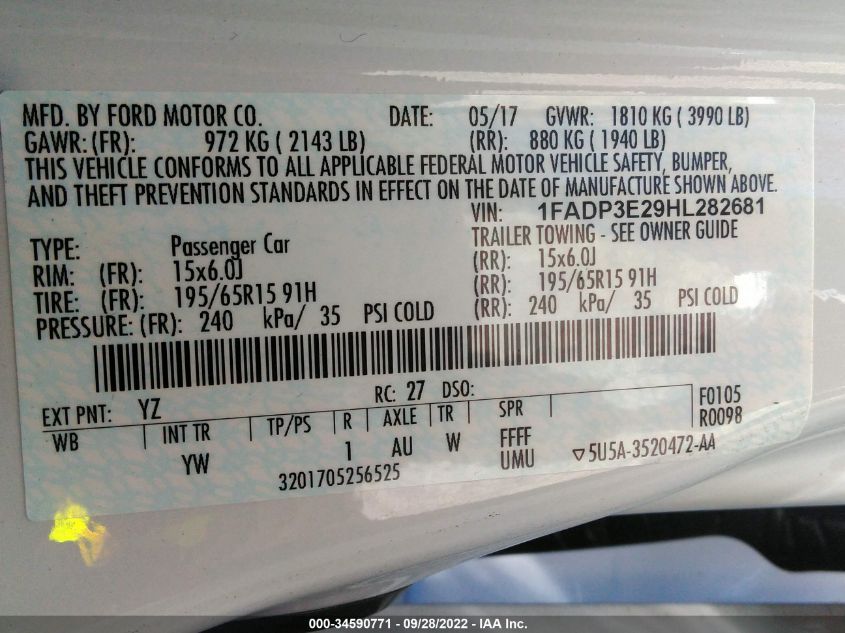 MFD. BY FORD MOTOR CO. DATE: 05/17 GVWR: 1810 KG ( 3990 LB)
GAWR: (FR): 972 KG ( 2143 LB) (RR): 880 KG ( 1940 LB)
THIS VEHICLE CONFORMS TO ALL APPLICABLE FEDERAL MOTOR VEHICLE SAFETY, BUMPER,
AND THEFT PREVENTION STANDARDS IN EFFECT ON THE DATE OF MANUFACTURE SHOWN ABOVE.
VIN: 1FADP3E29HL282681
TYPE: Passenger Car TRAILER TOWING - SEE OWNER GUIDE
RIM: (FR): 15x6.0J (RR): 15x6.0J
TIRE: (FR): 195/65R15 91H (RR): 195/65R15 91H
PRESSURE: (FR): 240 kPa/ 35 PSI COLD (RR): 240 kPa/ 35 PSI COLD
EXT PNT: YZ RC: 27 DSO: F0105
WB INT TR TP/PS R AXLE TR SPR R0098
YW 1 AU W FFFF
UMU ▽5U5A-3520472-AA
3201705256525
000-34590771 - 09/28/2022 - IAA Inc.